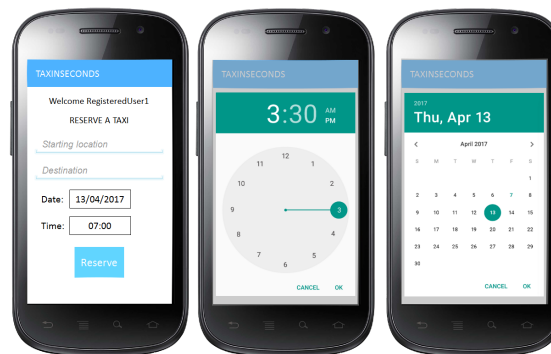 TAXINSECONDS
Welcome RegisteredUser1
RESERVE A TAXI
Starting location
Destination
Date: 13/04/2017
Time: 07:00
Reserve
TAXINSECONDS
3:30 AM
PM
12
11 1
10 2
9 3
8 4
7 5
6
CANCEL OK
TAXINSECONDS
2017
Thu, Apr 13
< April 2017 >
S M T W T F S
1
2 3 4 5 6 7 8
9 10 11 12 13 14 15
16 17 18 19 20 21 22
23 24 25 26 27 28 29
30
CANCEL OK